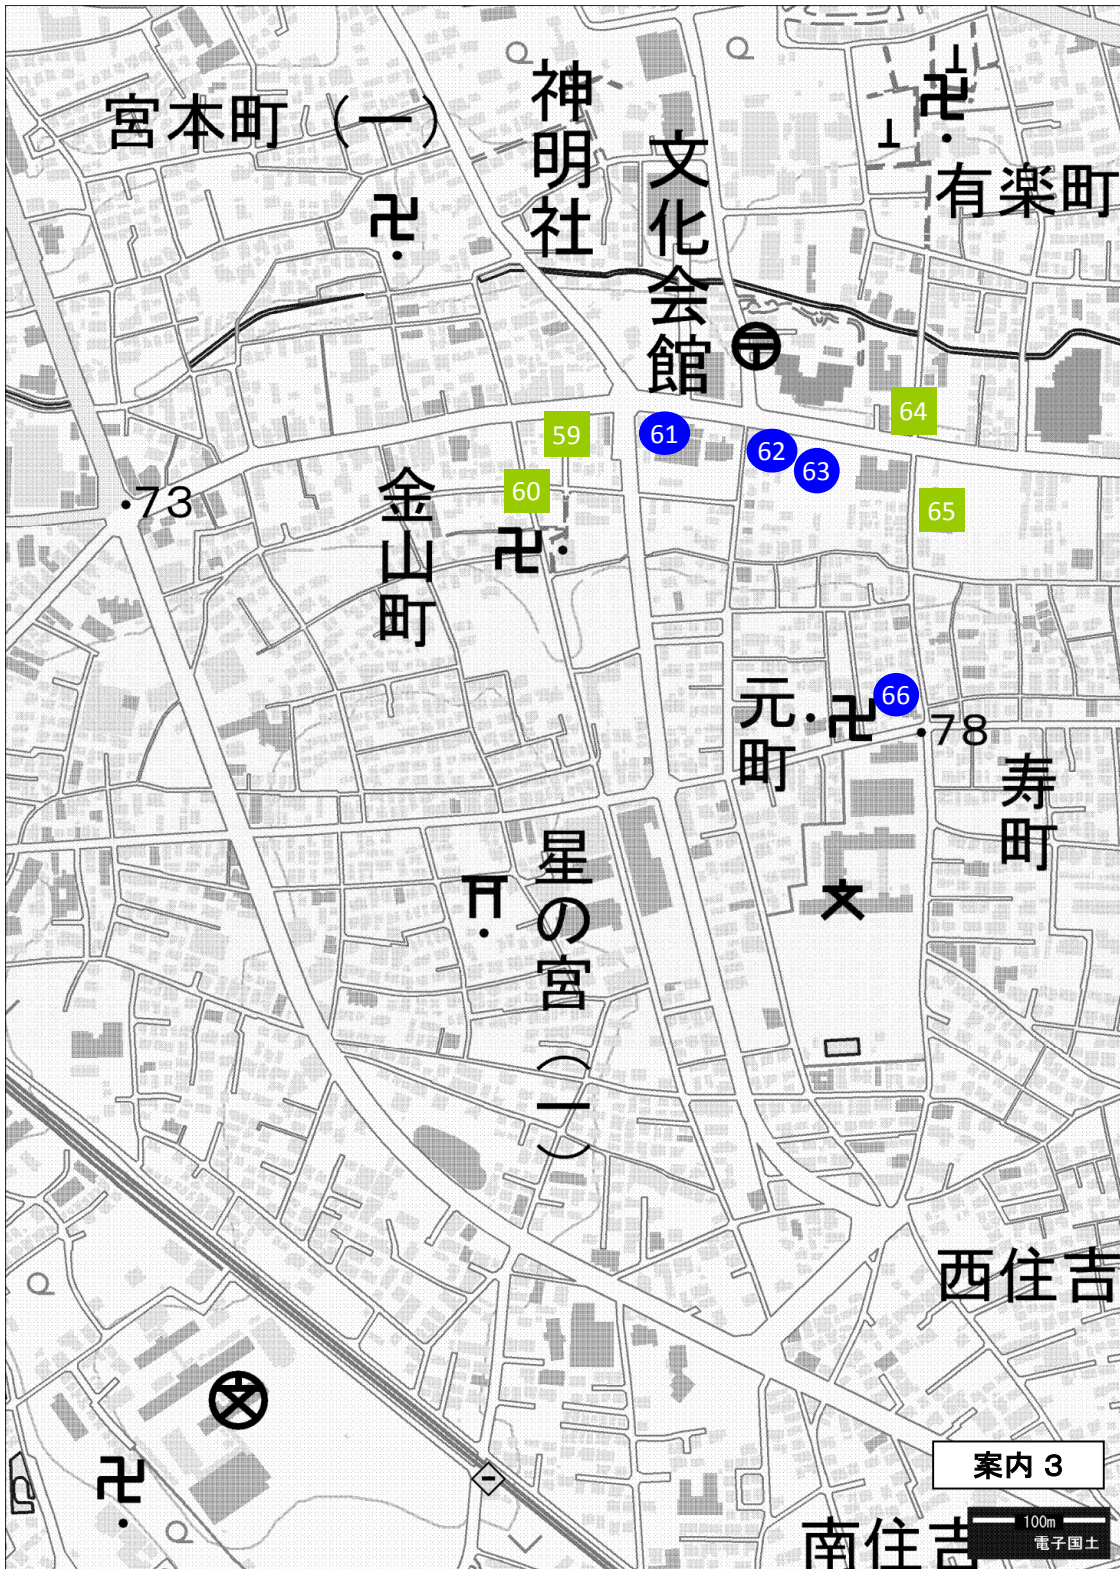 宮本町（一）
神明社
文化会館
有楽町
59
60
61
62
63
64
65
73
金山町
元町
66
78
寿町
星の宮（一）
西住吉
案内 3
100m
電子国土
南住吉